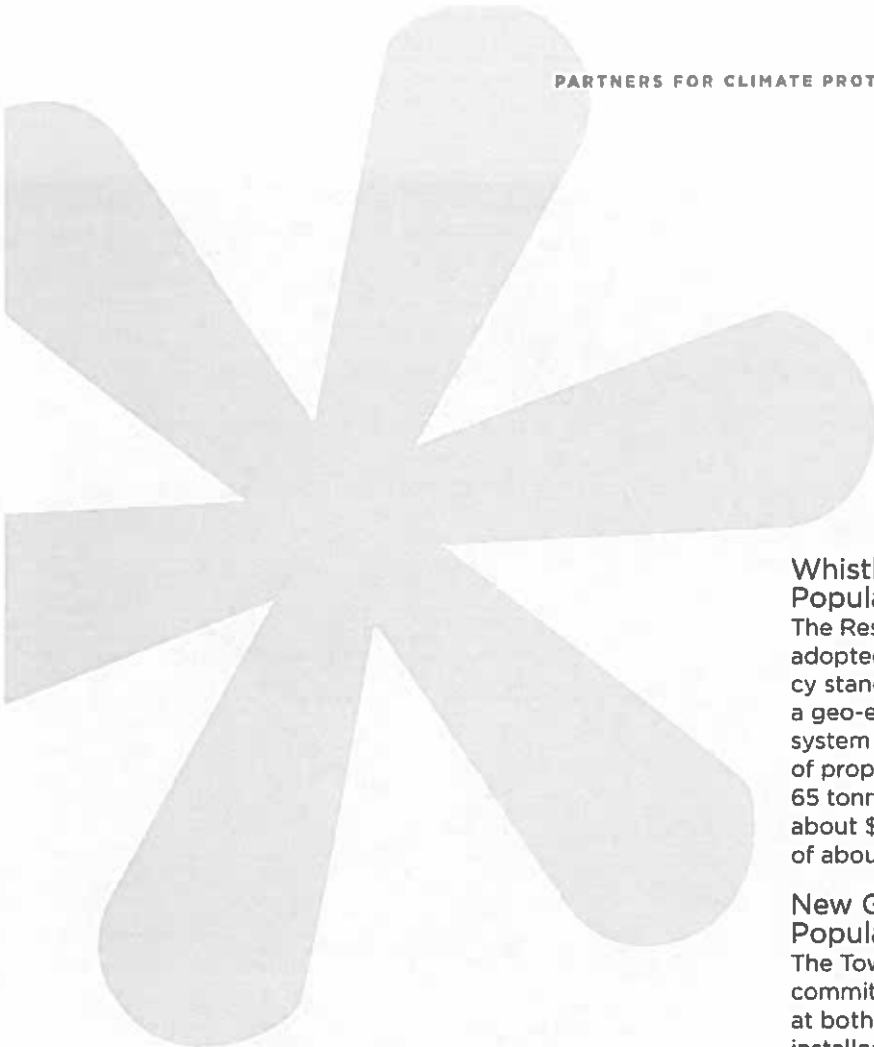 PARTNERS FOR CLIMATE PROT
Whistl
Popula
The Res
adopted
cy stand
a geo-e
system
of prop
65 tonn
about $
of abou
New G
Popula
The Tow
commit
at both
installed